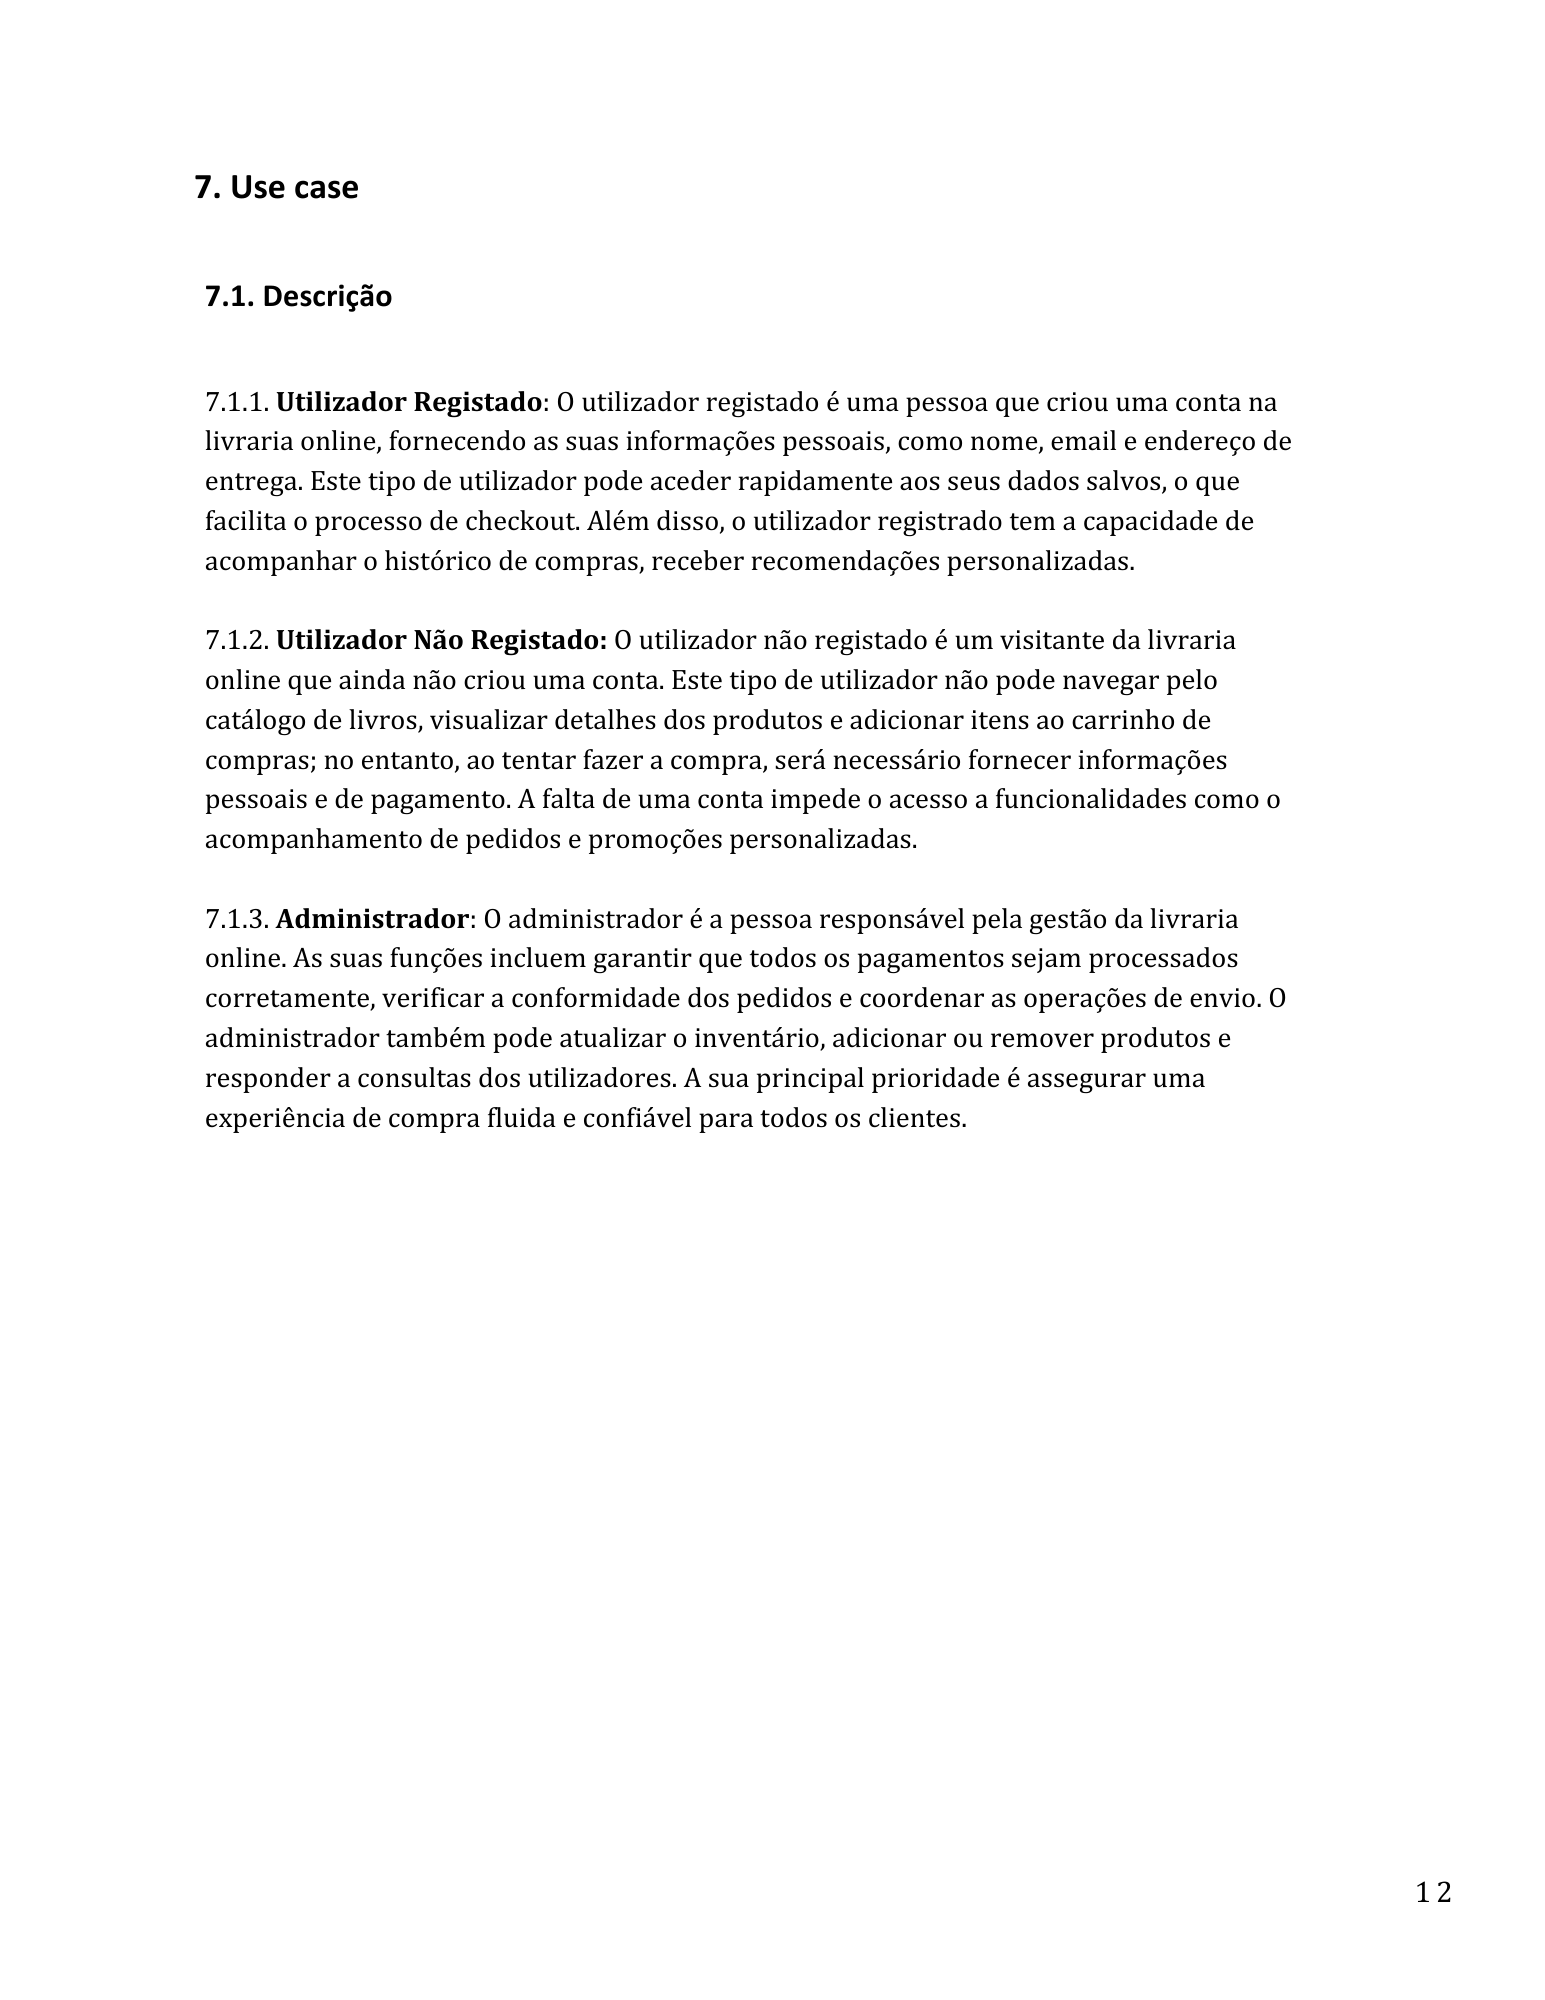 7. Use case
7.1. Descrição
7.1.1. Utilizador Registado: O utilizador registado é uma pessoa que criou uma conta na
livraria online, fornecendo as suas informações pessoais, como nome, email e endereço de
entrega. Este tipo de utilizador pode aceder rapidamente aos seus dados salvos, o que
facilita o processo de checkout. Além disso, o utilizador registrado tem a capacidade de
acompanhar o histórico de compras, receber recomendações personalizadas.
7.1.2. Utilizador Não Registado: O utilizador não registado é um visitante da livraria
online que ainda não criou uma conta. Este tipo de utilizador não pode navegar pelo
catálogo de livros, visualizar detalhes dos produtos e adicionar itens ao carrinho de
compras; no entanto, ao tentar fazer a compra, será necessário fornecer informações
pessoais e de pagamento. A falta de uma conta impede o acesso a funcionalidades como o
acompanhamento de pedidos e promoções personalizadas.
7.1.3. Administrador: O administrador é a pessoa responsável pela gestão da livraria
online. As suas funções incluem garantir que todos os pagamentos sejam processados
corretamente, verificar a conformidade dos pedidos e coordenar as operações de envio. O
administrador também pode atualizar o inventário, adicionar ou remover produtos e
responder a consultas dos utilizadores. A sua principal prioridade é assegurar uma
experiência de compra fluida e confiável para todos os clientes.
12